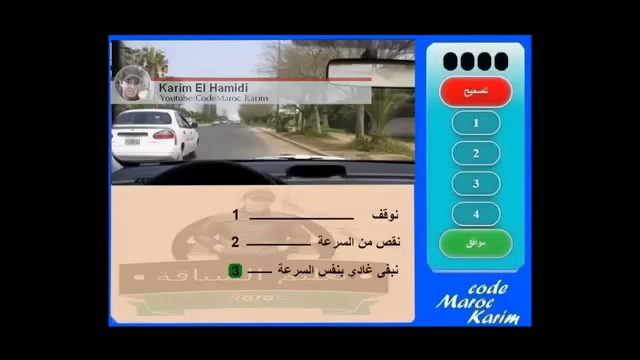 Karim El Hamidi
Youtube/CodeMaroc Karim
نوقف 1
نقص من السرعة 2
نبقى غادي بنفس السرعة 3
تصحيح
1
2
3
4
موافق
code
Maroc
Karim